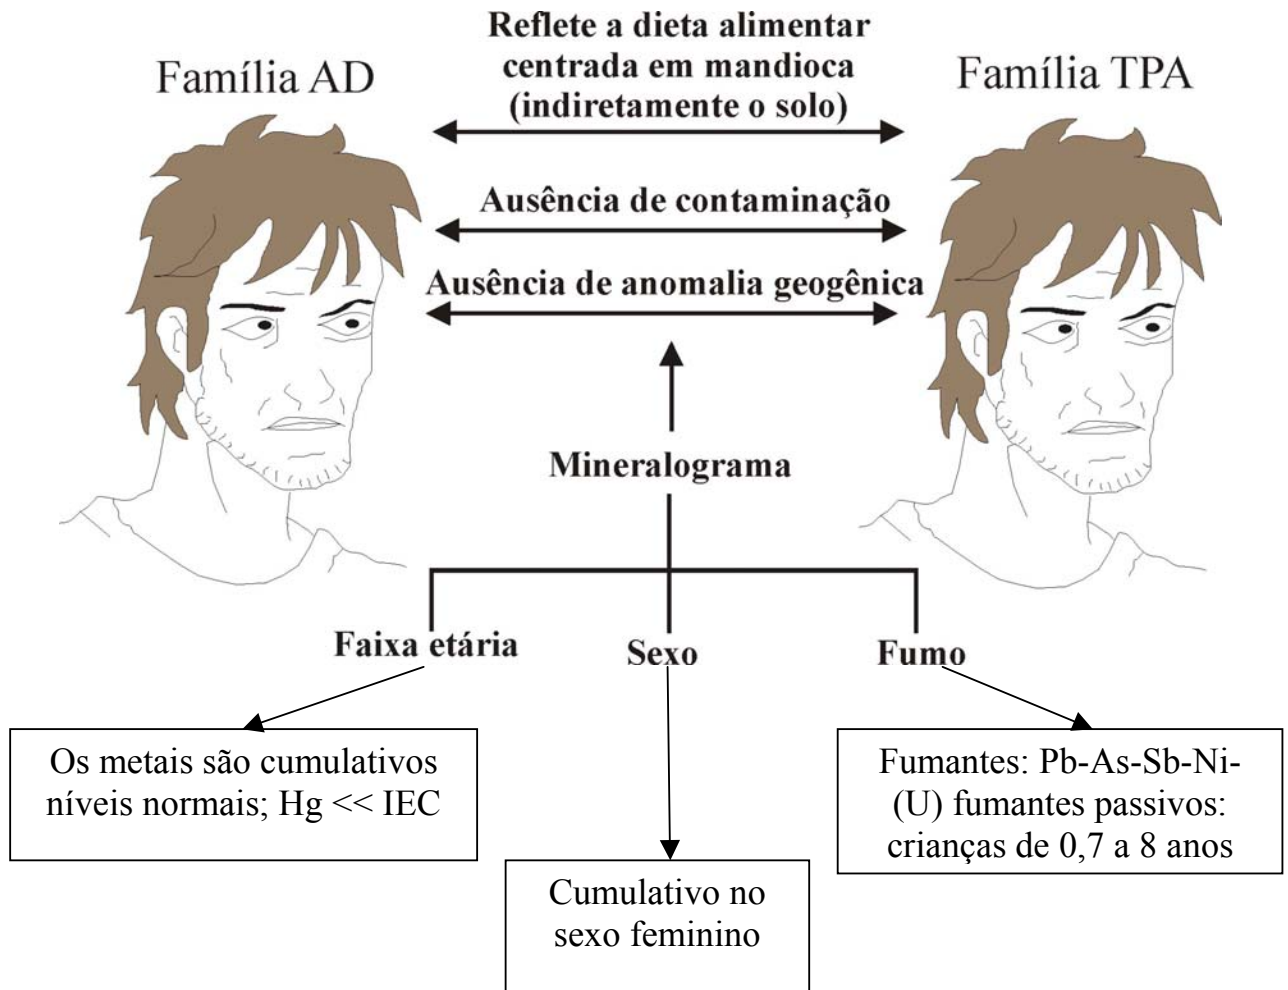 Família AD
Reflete a dieta alimentar
centrada em mandioca
(indiretamente o solo)
Família TPA
Ausência de contaminação
Ausência de anomalia geogênica
Mineralograma
Faixa etária
Sexo
Fumo
Os metais são cumulativos
níveis normais; Hg << IEC
Cumulativo no
sexo feminino
Fumantes: Pb-As-Sb-Ni-
(U) fumantes passivos:
crianças de 0,7 a 8 anos